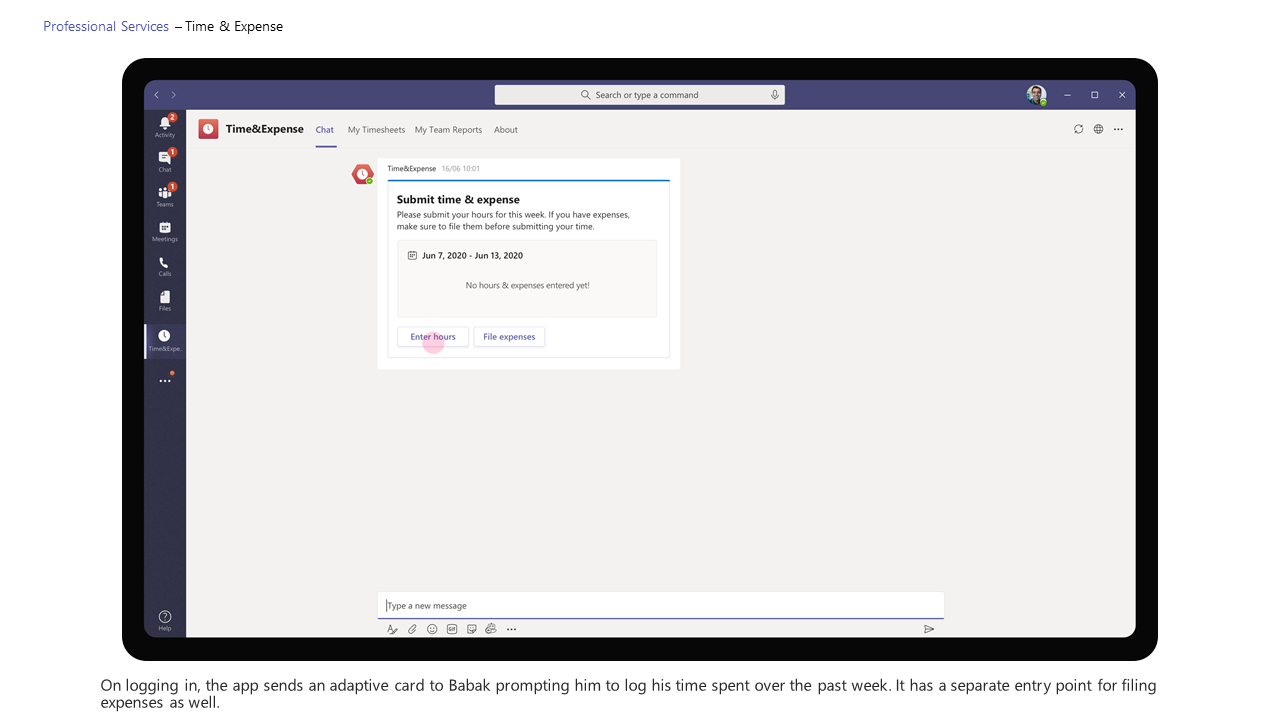 Professional Services – Time & Expense
Search or type a command
Activity
2
Chat
1
Teams
1
Meetings
Calls
Files
Time&Expe..
Help
Time&Expense Chat My Timesheets My Team Reports About
Time&Expense 16/06 10:01
Submit time & expense
Please submit your hours for this week. If you have expenses,
make sure to file them before submitting your time.
Jun 7, 2020 - Jun 13, 2020
No hours & expenses entered yet!
Enter hours File expenses
Type a new message
GIF
On logging in, the app sends an adaptive card to Babak prompting him to log his time spent over the past week. It has a separate entry point for filing
expenses as well.